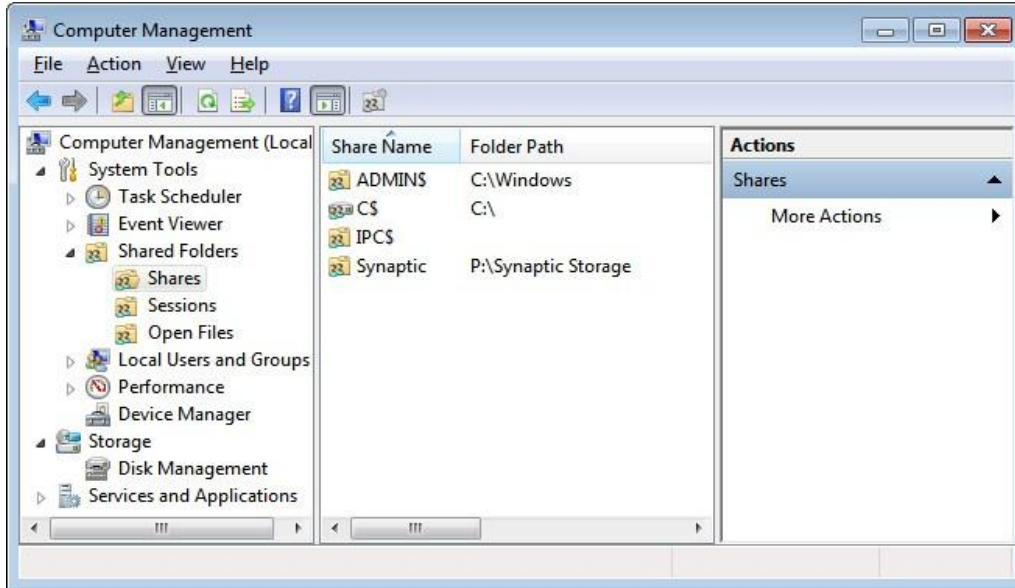 Computer Management
File Action View Help
Computer Management (Local
System Tools
Task Scheduler
Event Viewer
Shared Folders
Shares
Sessions
Open Files
Local Users and Groups
Performance
Device Manager
Storage
Disk Management
Services and Applications
Share Name Folder Path
ADMIN$ C:\Windows
C$ C:\
IPC$
Synaptic P:\Synaptic Storage
Actions
Shares
More Actions